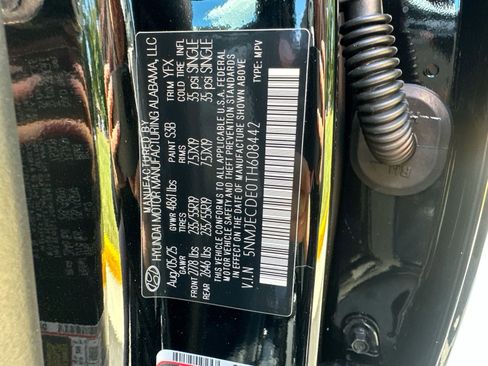 MANUFACTURED BY
HYUNDAI MOTOR MANUFACTURING ALABAMA, LLC
Aug/05/25 GVWR 4861 lbs PAINT S3B TRIM YFX
GAWR TIRES RIMS COLD TIRE INFL
FRONT 2778 lbs 235/55R19 7.5JX19 35 psi SINGLE
REAR 2646 lbs 235/55R19 7.5JX19 35 psi SINGLE
THIS VEHICLE CONFORMS TO ALL APPLICABLE U.S.A. FEDERAL
MOTOR VEHICLE SAFETY AND THEFT PREVENTION STANDARDS
IN EFFECT ON THE DATE OF MANUFACTURE SHOWN ABOVE
V.I.N 5NMJECDE01TH608442 TYPE: MPV